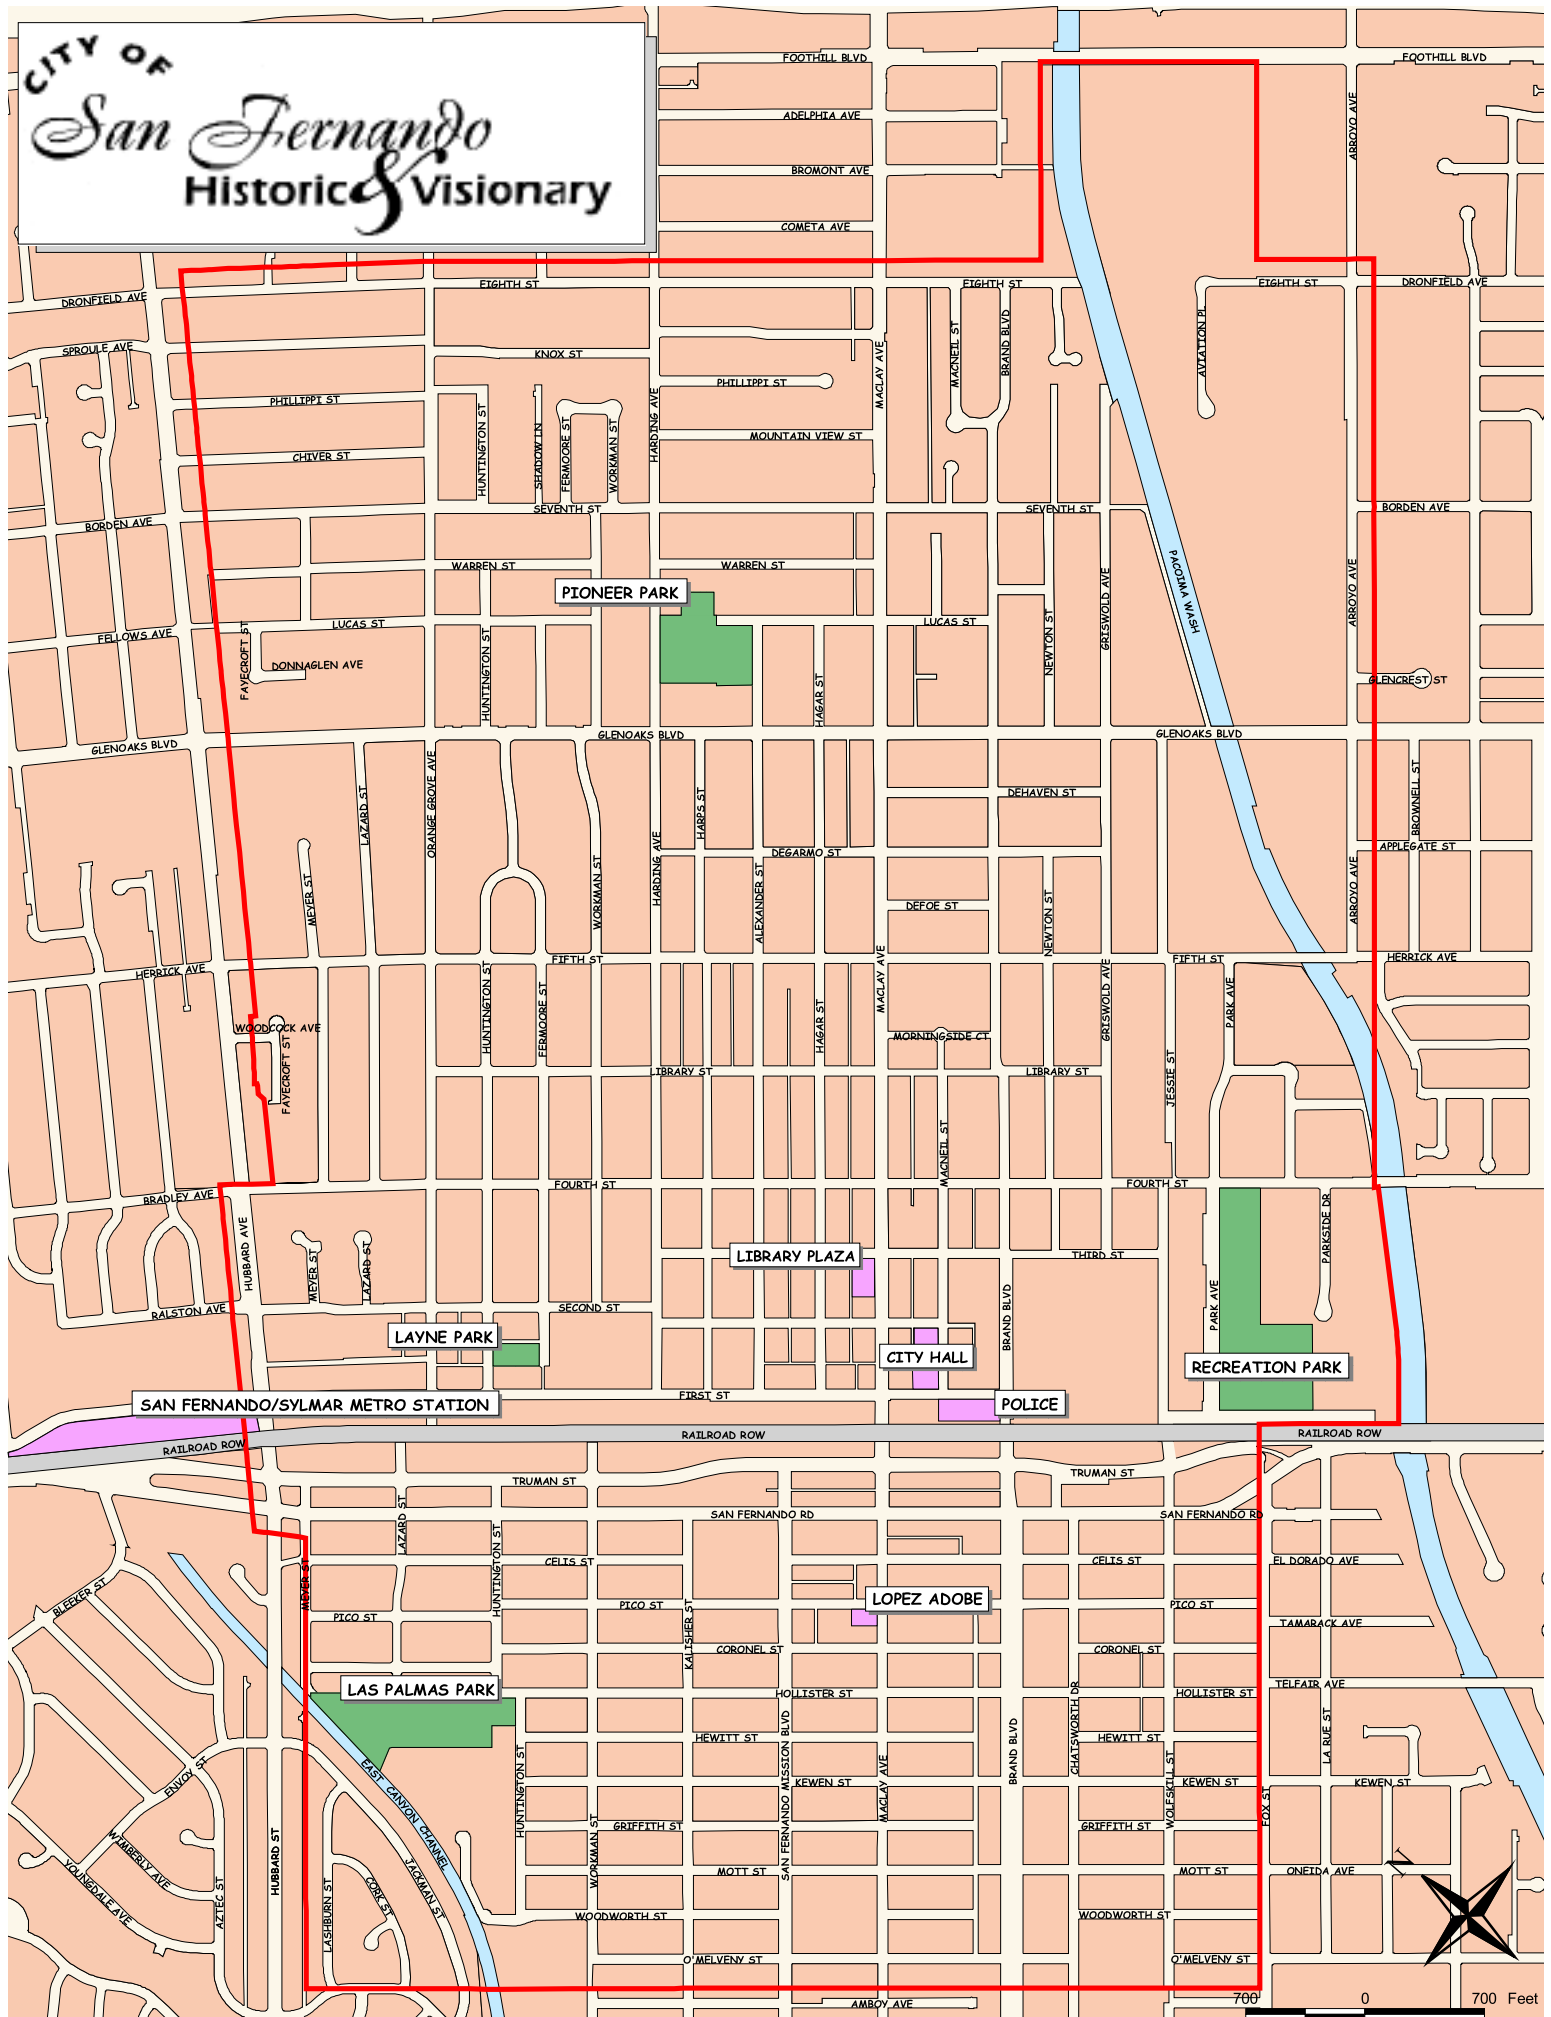 CITY OF
San Fernando
Historic & Visionary
FOOTHILL BLVD
FOOTHILL BLVD
ADELPHIA AVE
ARROYO AVE
BROMONT AVE
COMETA AVE
EIGHTH ST
EIGHTH ST
EIGHTH ST
DRONFIELD AVE
DRONFIELD AVE
SPROULE AVE
KNOX ST
MACLAY AVE
MACNEIL ST
BRAND BLVD
AVIATION PL
PHILLIPPI ST
PHILLIPPI ST
HARDING AVE
HUNTINGTON ST
SHADOW LN
FERMOORE ST
WORKMAN ST
MOUNTAIN VIEW ST
CHIVER ST
SEVENTH ST
SEVENTH ST
BORDEN AVE
BORDEN AVE
WARREN ST
WARREN ST
PACOIMA WASH
GRISWOLD AVE
ARROYO AVE
PIONEER PARK
LUCAS ST
LUCAS ST
FELLOWS AVE
FAYECROFT ST
DONNAGLEN AVE
HUNTINGTON ST
HAGAR ST
NEWTON ST
GLENCREST ST
GLENOAKS BLVD
GLENOAKS BLVD
GLENOAKS BLVD
LAZARD ST
ORANGE GROVE AVE
HARPS ST
DEHAVEN ST
BROWNELL ST
APPLEGATE ST
DEGARMO ST
MEYER ST
WORKMAN ST
HARDING AVE
ALEXANDER ST
DEFOE ST
NEWTON ST
ARROYO AVE
FIFTH ST
FIFTH ST
HERRICK AVE
HERRICK AVE
MACLAY AVE
HUNTINGTON ST
FERMOORE ST
HAGAR ST
GRISWOLD AVE
PARK AVE
WOODCOCK AVE
FAYECROFT ST
MORNINGSIDE CT
LIBRARY ST
LIBRARY ST
JESSIE ST
MACNEIL ST
FOURTH ST
FOURTH ST
BRADLEY AVE
HUBBARD AVE
MEYER ST
LAZARD ST
LIBRARY PLAZA
THIRD ST
PARKSIDE DR
PARK AVE
BRAND BLVD
RALSTON AVE
SECOND ST
LAYNE PARK
CITY HALL
RECREATION PARK
FIRST ST
SAN FERNANDO/SYLMAR METRO STATION
POLICE
RAILROAD ROW
RAILROAD ROW
RAILROAD ROW
TRUMAN ST
TRUMAN ST
SAN FERNANDO RD
SAN FERNANDO RD
LAZARD ST
HUNTINGTON ST
CELIS ST
CELIS ST
EL DORADO AVE
MEYER ST
BLEEKER ST
LOPEZ ADOBE
PICO ST
PICO ST
PICO ST
TAMARACK AVE
KALISHER ST
CORONEL ST
CORONEL ST
LAS PALMAS PARK
HOLLISTER ST
HOLLISTER ST
TELFAIR AVE
CHATSWORTH DR
LA RUE ST
HEWITT ST
HEWITT ST
SAN FERNANDO MISSION BLVD
BRAND BLVD
ENVOY ST
EAST CANYON CHANNEL
HUNTINGTON ST
KEWEN ST
KEWEN ST
KEWEN ST
MACLAY AVE
WOLFSKILL ST
FOX ST
GRIFFITH ST
GRIFFITH ST
WIMBERLY AVE
HUBBARD ST
WORKMAN ST
MOTT ST
MOTT ST
ONEIDA AVE
N
YOUNGDALE AVE
AZTEC ST
LASHBURN ST
CORK ST
JACKMAN ST
WOODWORTH ST
WOODWORTH ST
O'MELVENY ST
O'MELVENY ST
AMBOY AVE
700 0 700 Feet